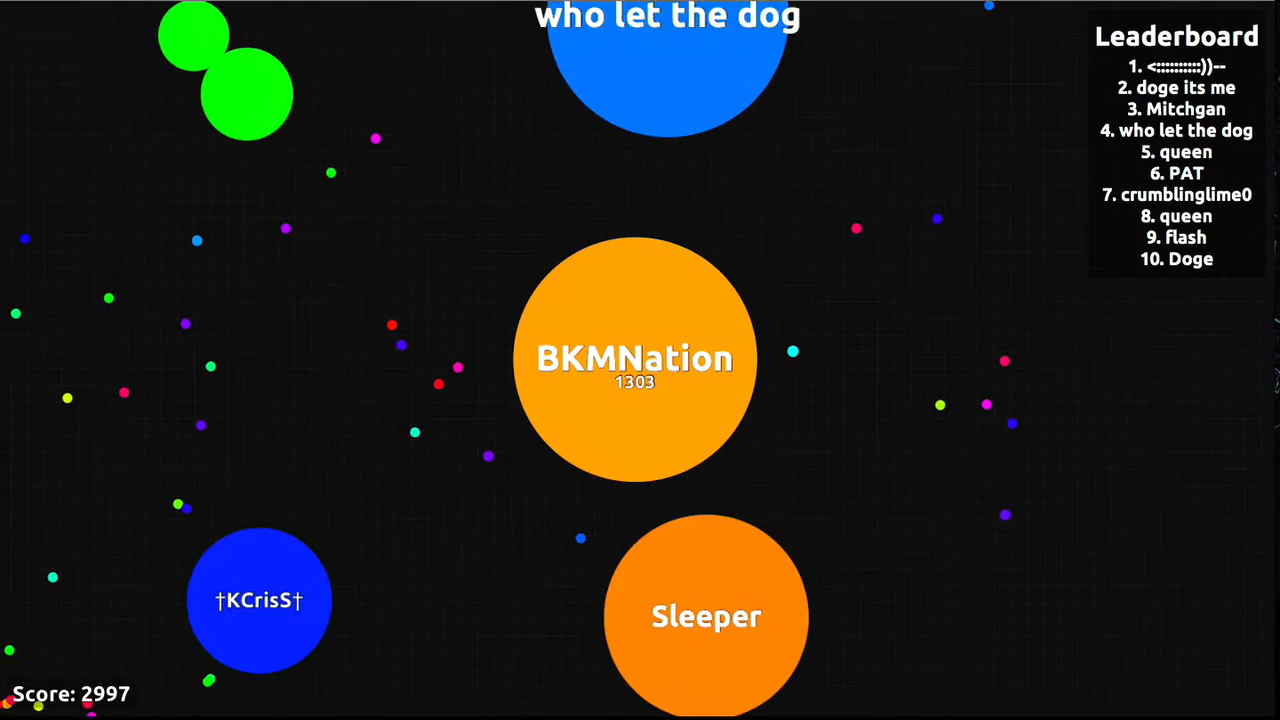 who let the dog
Leaderboard
1. <::::::::::))--
2. doge its me
3. Mitchgan
4. who let the dog
5. queen
6. PAT
7. crumblinglime0
8. queen
9. flash
10. Doge
BKMNation
1303
†KCrisS†
Sleeper
Score: 2997